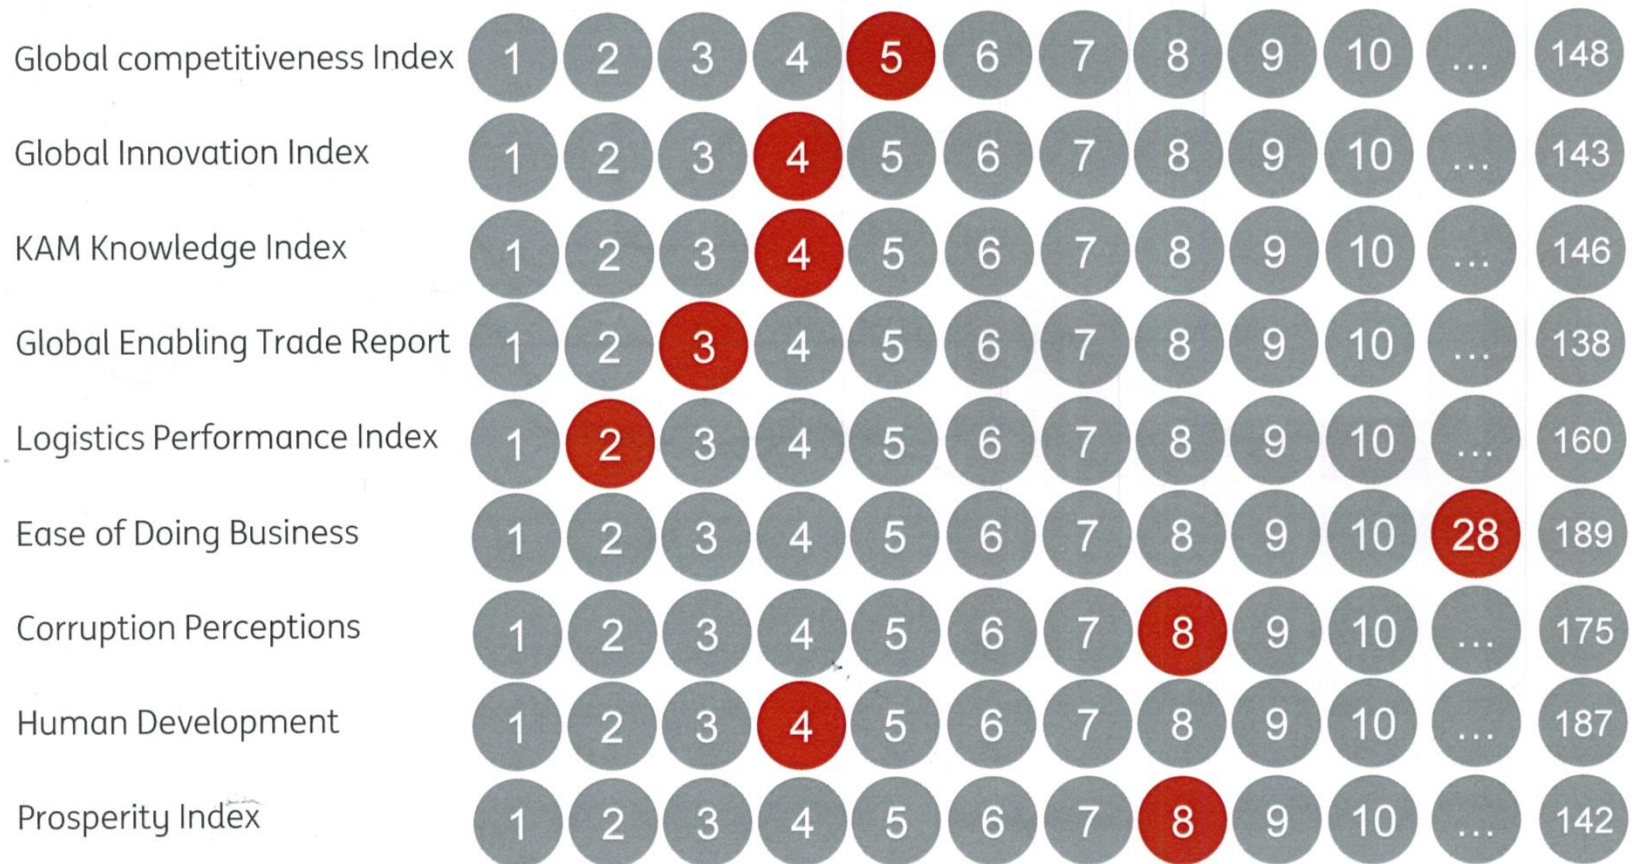 Global competitiveness Index 1 2 3 4 5 6 7 8 9 10 ... 148
Global Innovation Index 1 2 3 4 5 6 7 8 9 10 ... 143
KAM Knowledge Index 1 2 3 4 5 6 7 8 9 10 ... 146
Global Enabling Trade Report 1 2 3 4 5 6 7 8 9 10 ... 138
Logistics Performance Index 1 2 3 4 5 6 7 8 9 10 ... 160
Ease of Doing Business 1 2 3 4 5 6 7 8 9 10 28 189
Corruption Perceptions 1 2 3 4 5 6 7 8 9 10 ... 175
Human Development 1 2 3 4 5 6 7 8 9 10 ... 187
Prosperity Index 1 2 3 4 5 6 7 8 9 10 ... 142